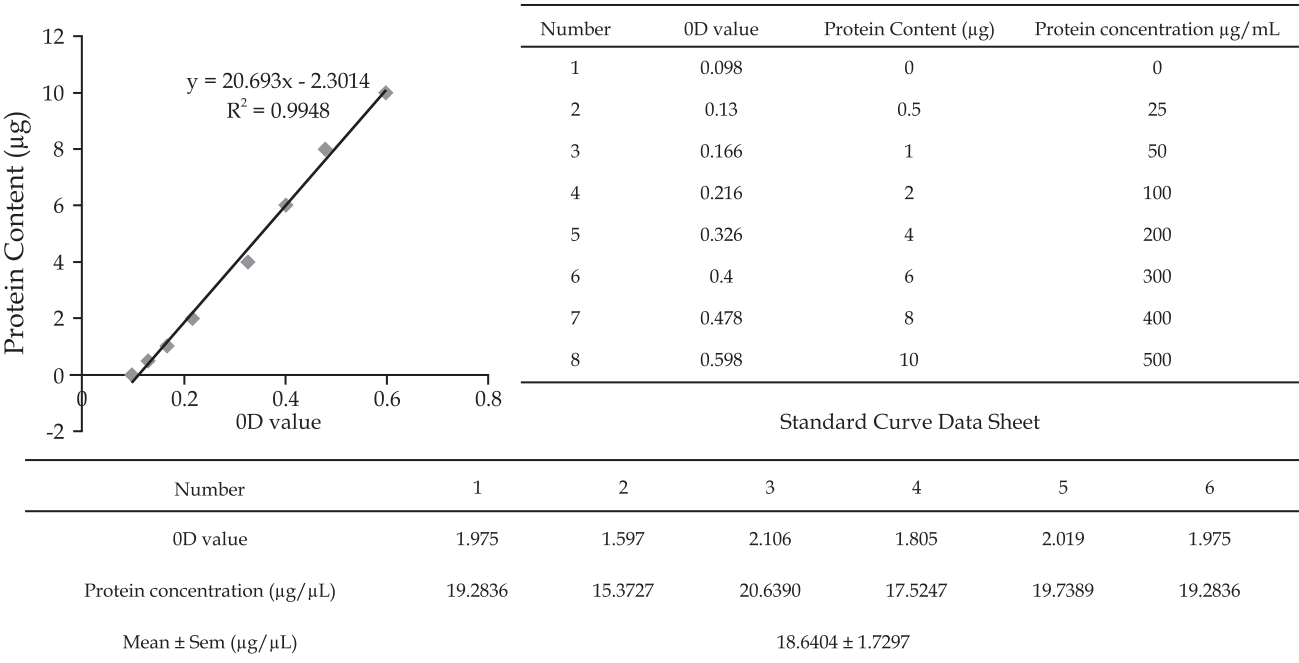 12
10
8
6
4
2
0
-2
Protein Content (µg)
y = 20.693x - 2.3014
R² = 0.9948
0 0.2 0.4 0.6 0.8
0D value
Number 0D value Protein Content (µg) Protein concentration µg/mL
1 0.098 0 0
2 0.13 0.5 25
3 0.166 1 50
4 0.216 2 100
5 0.326 4 200
6 0.4 6 300
7 0.478 8 400
8 0.598 10 500
Standard Curve Data Sheet
Number 1 2 3 4 5 6
0D value 1.975 1.597 2.106 1.805 2.019 1.975
Protein concentration (µg/µL) 19.2836 15.3727 20.6390 17.5247 19.7389 19.2836
Mean ± Sem (µg/µL) 18.6404 ± 1.7297